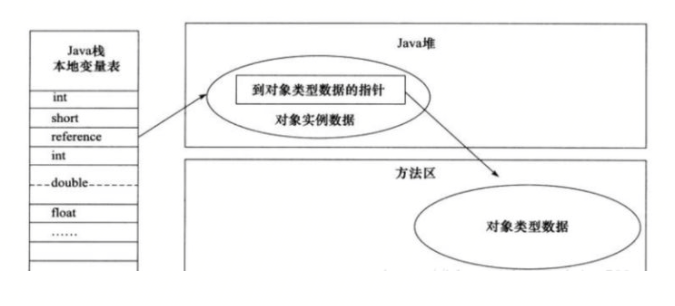 Java栈
本地变量表
int
short
reference
int
double
float
……
Java堆
到对象类型数据的指针
对象实例数据
方法区
对象类型数据